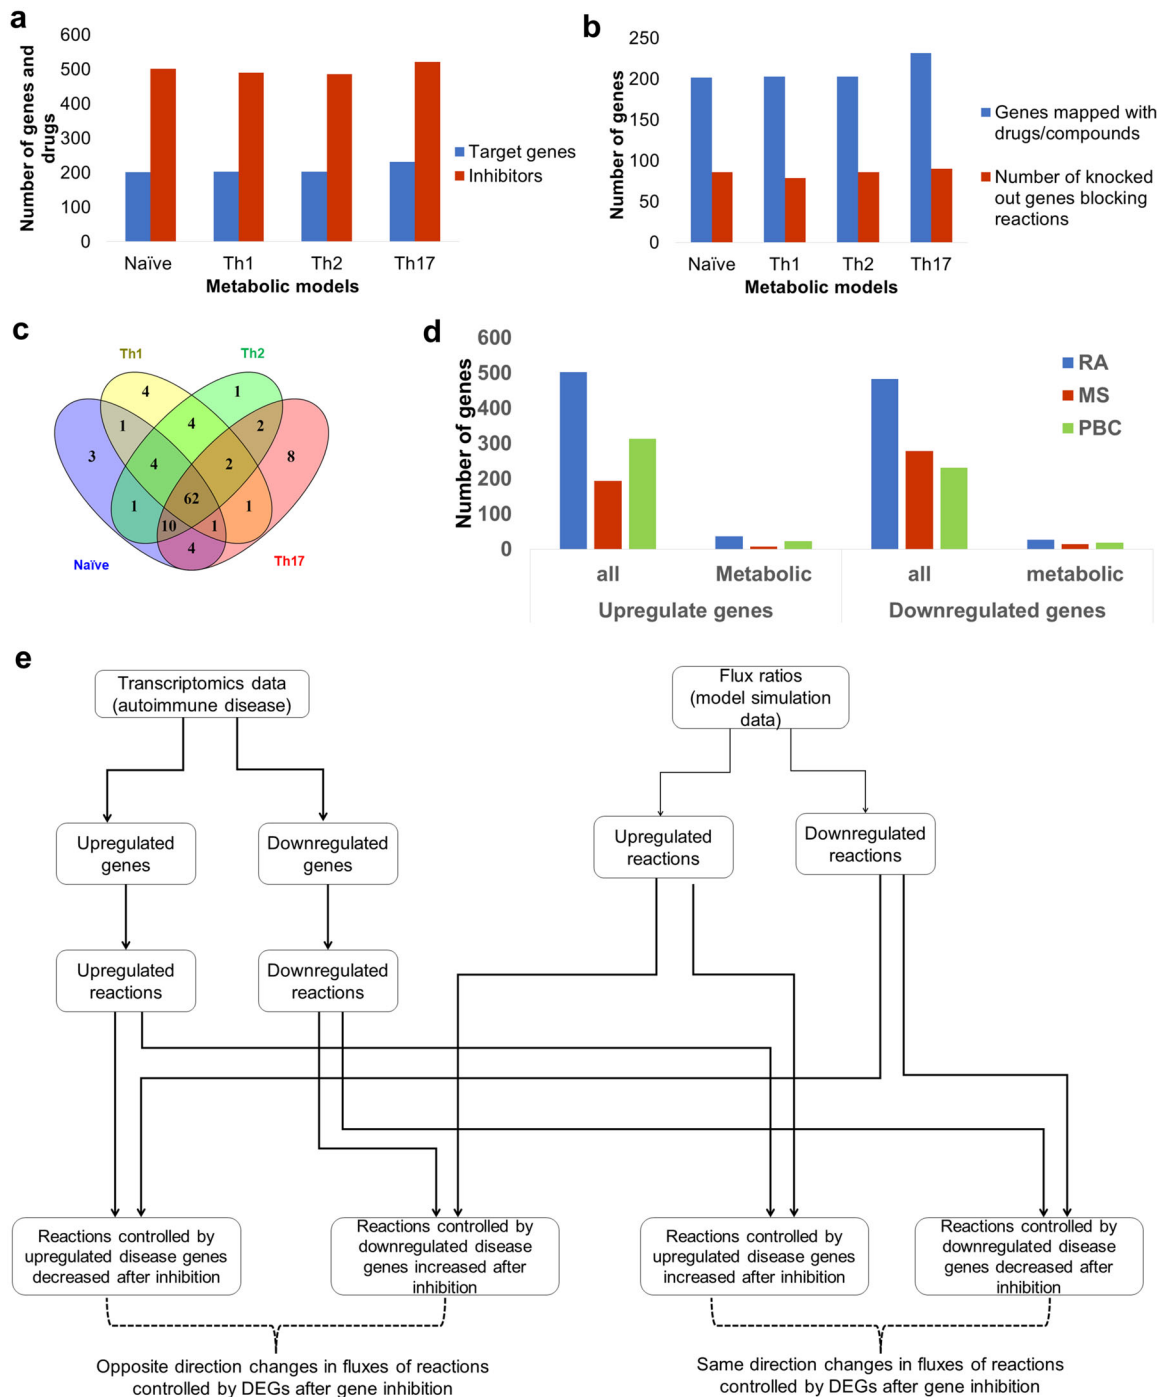 a
Number of genes and
drugs
600
500
400
300
200
100
0
Naïve
Th1
Th2
Th17
Metabolic models
Target genes
Inhibitors
b
Number of genes
250
200
150
100
50
0
Naïve
Th1
Th2
Th17
Metabolic models
Genes mapped with
drugs/compounds
Number of knocked
out genes blocking
reactions
c
Th1
Th2
4
1
1
4
2
3
4
2
8
62
1
1
10
1
4
Naïve
Th17
d
Number of genes
600
500
400
300
200
100
0
all
Metabolic
all
metabolic
Upregulate genes
Downregulated genes
RA
MS
PBC
e
Transcriptomics data
(autoimmune disease)
Flux ratios
(model simulation
data)
Upregulated
genes
Downregulated
genes
Upregulated
reactions
Downregulated
reactions
Upregulated
reactions
Downregulated
reactions
Reactions controlled by
upregulated disease genes
decreased after inhibition
Reactions controlled by
downregulated disease
genes increased after
inhibition
Reactions controlled by
upregulated disease genes
increased after inhibition
Reactions controlled by
downregulated disease
genes decreased after
inhibition
Opposite direction changes in fluxes of reactions
controlled by DEGs after gene inhibition
Same direction changes in fluxes of reactions
controlled by DEGs after gene inhibition